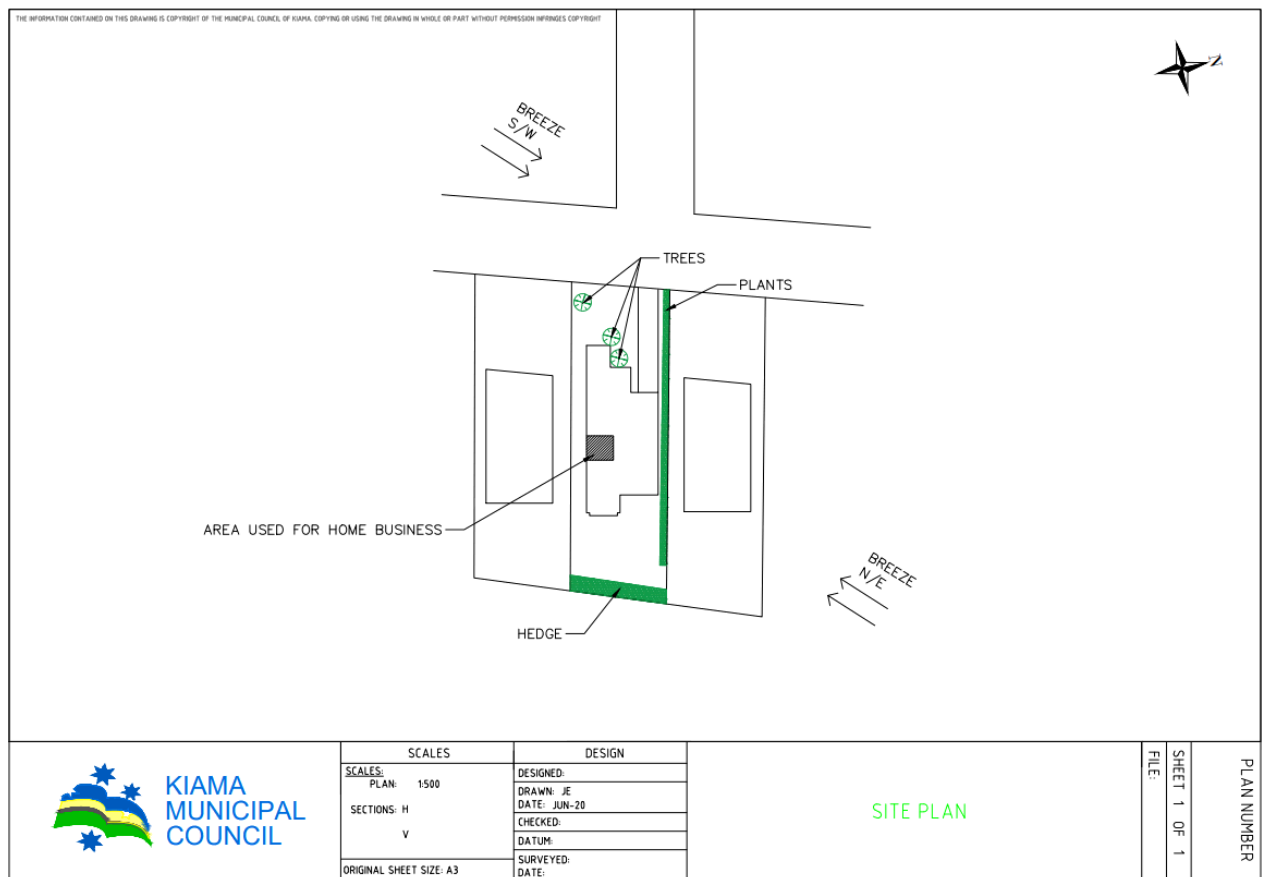 THE INFORMATION CONTAINED ON THIS DRAWING IS COPYRIGHT OF THE MUNICIPAL COUNCIL OF KIAMA. COPYING OR USING THE DRAWING IN WHOLE OR PART WITHOUT PERMISSION INFRINGES COPYRIGHT
N
BREEZE
S/W
TREES
PLANTS
AREA USED FOR HOME BUSINESS
BREEZE
N/E
HEDGE
KIAMA
MUNICIPAL
COUNCIL
SCALES
SCALES:
PLAN: 1:500
SECTIONS: H
V
ORIGINAL SHEET SIZE: A3
DESIGN
DESIGNED:
DRAWN: JE
DATE: JUN-20
CHECKED:
DATUM:
SURVEYED:
DATE:
SITE PLAN
FILE:
SHEET 1 OF 1
PLAN NUMBER